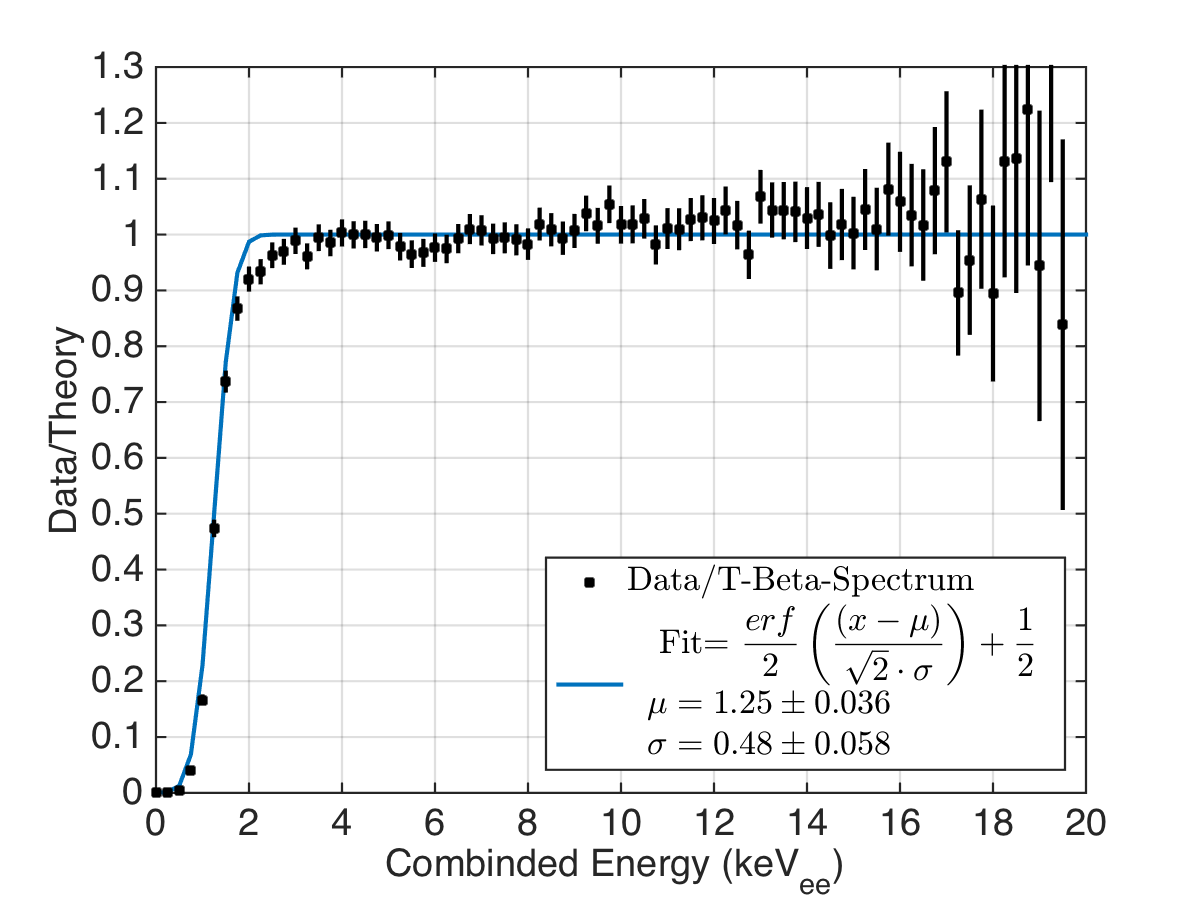 1.3
1.2
1.1
1
0.9
0.8
0.7
0.6
0.5
0.4
0.3
0.2
0.1
0
Data/Theory
Data/T-Beta-Spectrum
Fit= erf/2 ((x − μ)/(√2 · σ)) + 1/2
μ = 1.25 ± 0.036
σ = 0.48 ± 0.058
0 2 4 6 8 10 12 14 16 18 20
Combinded Energy (keV_ee)